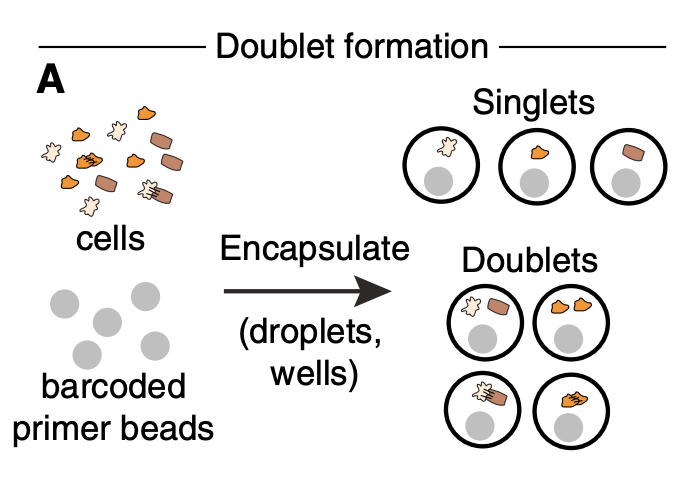 Doublet formation
A
cells
barcoded
primer beads
Encapsulate
(droplets,
wells)
Singlets
Doublets